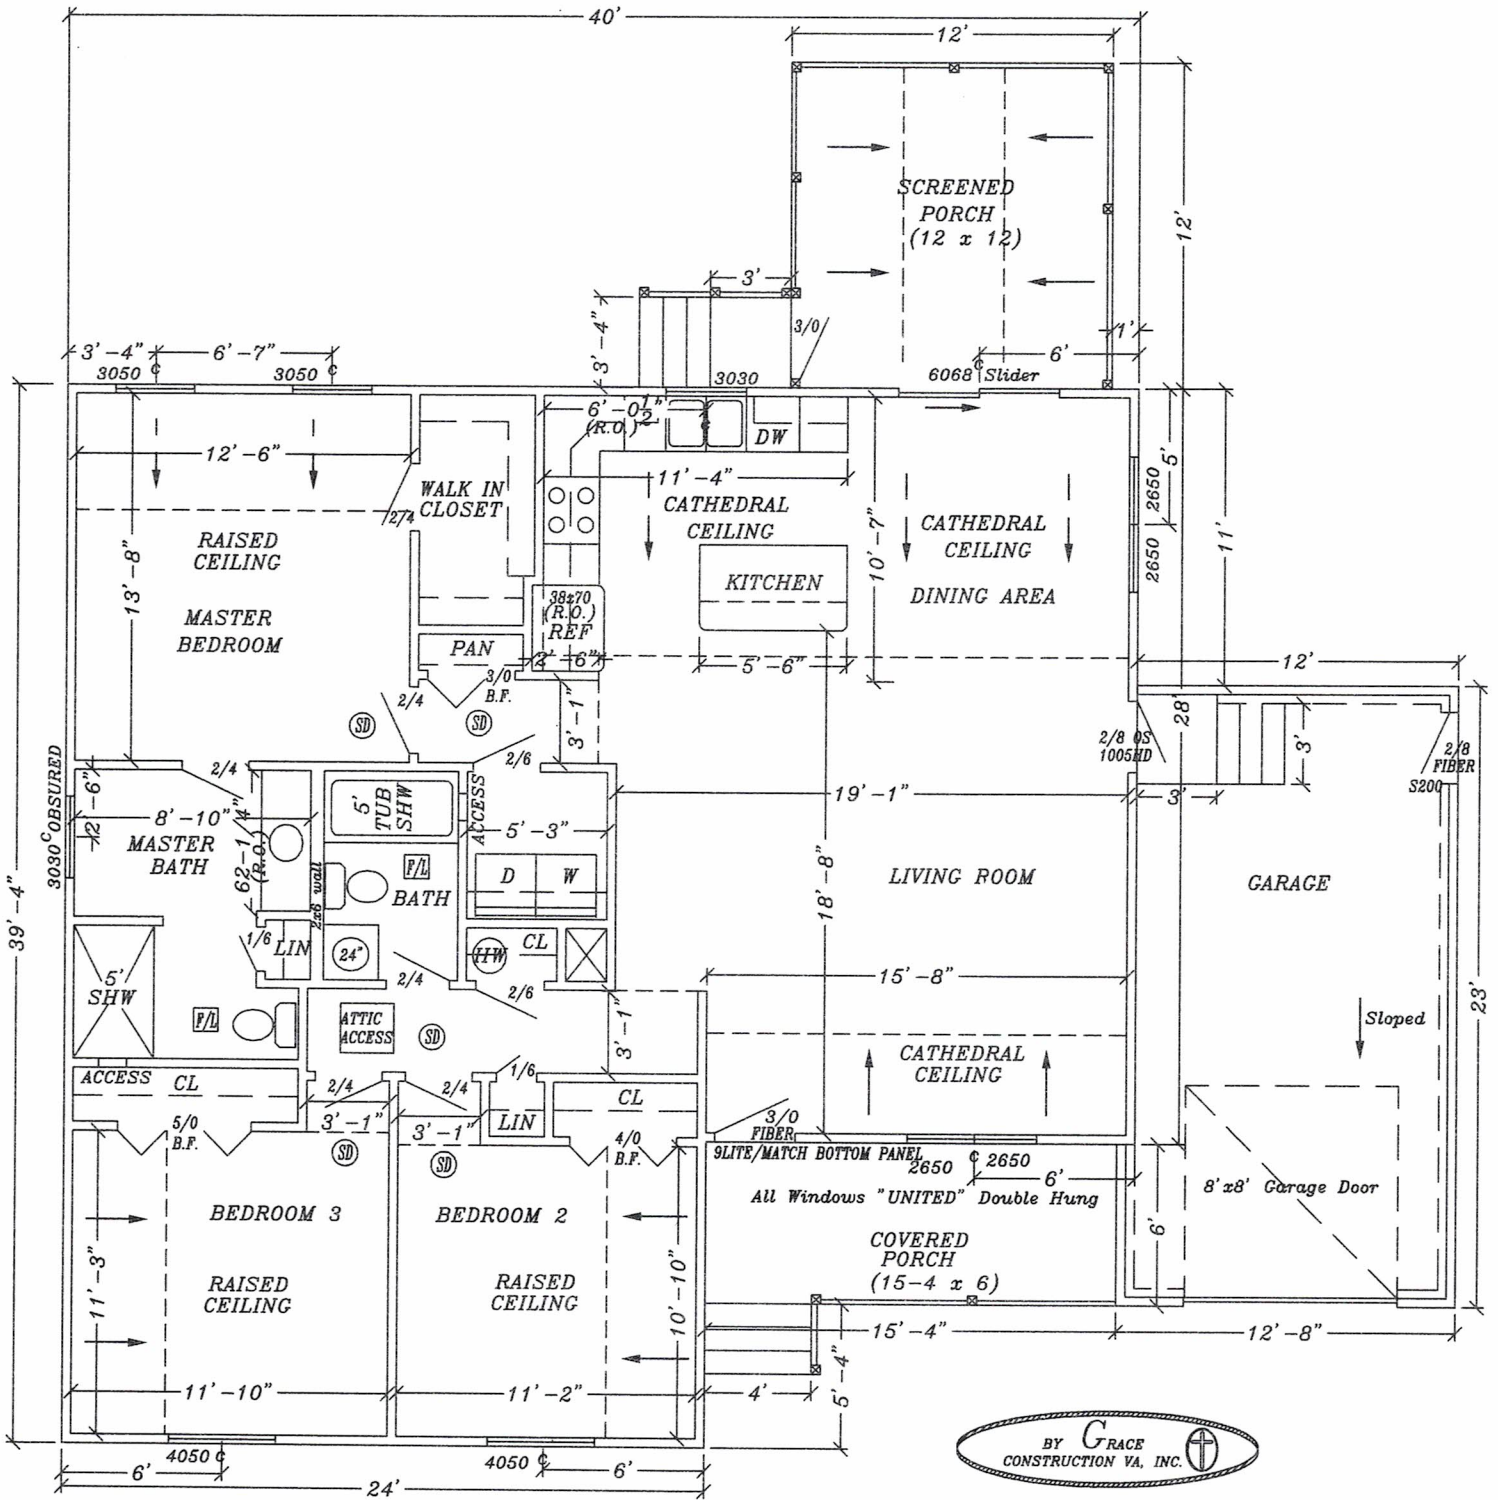 40'
12'
SCREENED
PORCH
(12 x 12)
12'
3'
3/0
3'-4"
1'
6'
3'-4"
6'-7"
3050 ℄
3050 ℄
3030
6068 ℄ Slider
6'-0½"
(R.O.)
DW
12'-6"
11'-4"
2/4
WALK IN
CLOSET
CATHEDRAL
CEILING
10'-7"
CATHEDRAL
CEILING
DINING AREA
2650
2650
5'
11'
RAISED
CEILING
MASTER
BEDROOM
13'-8"
38x70
(R.O.)
REF
KITCHEN
PAN
2'-6"
5'-6"
3/0
B.F.
2/4
SD
SD
3'-1"
12'
28'
2/8 OS
1005HD
3'
3'
2/8
FIBER
S200
39'-4"
3030 ℄ OBSURED
2'-6"
2/4
8'-10"
MASTER
BATH
62-1/4"
(R.O.)
2x6 wall
5'
TUB
SHW
ACCESS
2/6
5'-3"
19'-1"
18'-8"
LIVING ROOM
GARAGE
F/L
BATH
D
W
1/6
LIN
24"
2/4
HW
CL
2/6
15'-8"
5'
SHW
F/L
ATTIC
ACCESS
SD
3'-1"
23'
Sloped
CATHEDRAL
CEILING
ACCESS
CL
2/4
2/4
1/6
CL
3'-1"
3'-1"
LIN
5/0
B.F.
4/0
B.F.
SD
SD
3/0
FIBER
9LITE/MATCH BOTTOM PANEL
2650 ℄ 2650
6'
All Windows "UNITED" Double Hung
8'x8' Garage Door
BEDROOM 3
BEDROOM 2
COVERED
PORCH
(15-4 x 6)
6'
RAISED
CEILING
RAISED
CEILING
11'-3"
10'-10"
15'-4"
12'-8"
11'-10"
11'-2"
4'
5'-4"
4050 ℄
4050 ℄
6'
6'
24'
BY GRACE
CONSTRUCTION VA, INC.